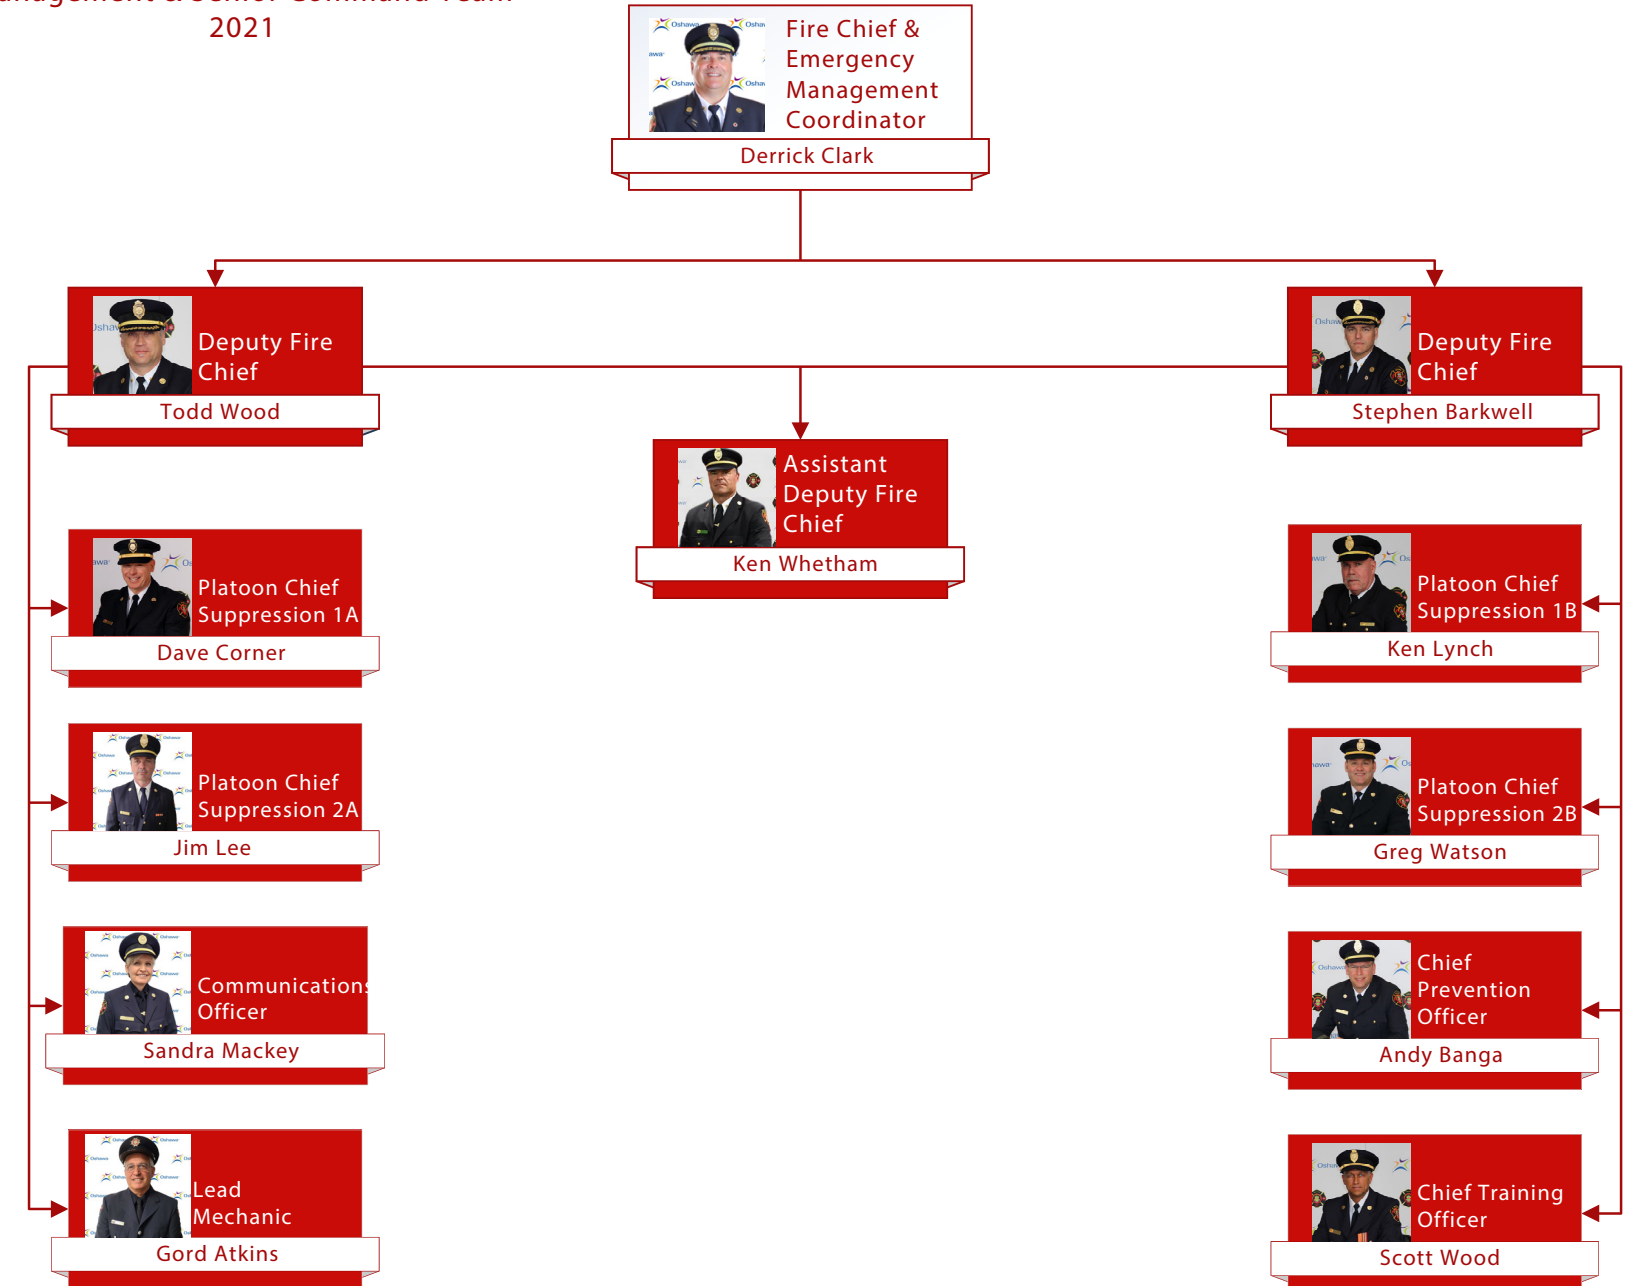 & Senior Command Team
2021
Fire Chief &
Emergency
Management
Coordinator
Derrick Clark
Deputy Fire
Chief
Todd Wood
Deputy Fire
Chief
Stephen Barkwell
Assistant
Deputy Fire
Chief
Ken Whetham
Platoon Chief
Suppression 1A
Dave Corner
Platoon Chief
Suppression 1B
Ken Lynch
Platoon Chief
Suppression 2A
Jim Lee
Platoon Chief
Suppression 2B
Greg Watson
Communications
Officer
Sandra Mackey
Chief
Prevention
Officer
Andy Banga
Lead
Mechanic
Gord Atkins
Chief Training
Officer
Scott Wood